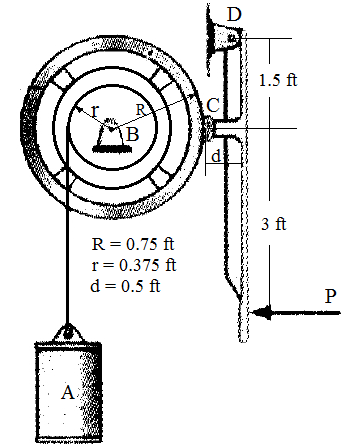 D
1.5 ft
r
R
C
B
d
R = 0.75 ft
r = 0.375 ft
d = 0.5 ft
3 ft
P
A